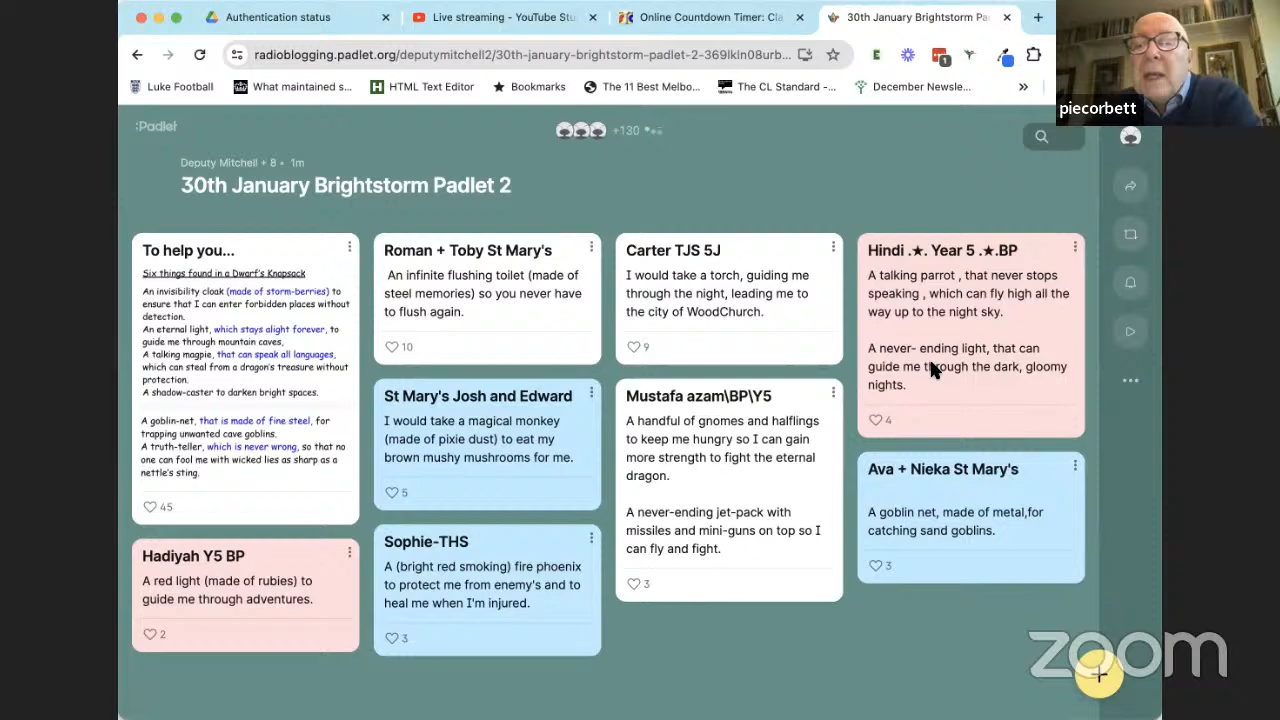 Authentication status
Live streaming - YouTube Stu
Online Countdown Timer: Cla
30th January Brightstorm Pa
radioblogging.padlet.org/deputymitchell2/30th-january-brightstorm-padlet-2-369lkln08urb...
1
Luke Football
What maintained s...
HTML Text Editor
Bookmarks
The 11 Best Melbo...
The CL Standard -...
December Newsle...
»
piecorbett
:Padlet
+130
Deputy Mitchell + 8 • 1m
30th January Brightstorm Padlet 2
To help you...
Six things found in a Dwarf's Knapsack
An invisibility cloak (made of storm-berries) to
ensure that I can enter forbidden places without
detection.
An eternal light, which stays alight forever, to
guide me through mountain caves,
A talking magpie, that can speak all languages,
which can steal from a dragon's treasure without
protection.
A shadow-caster to darken bright spaces.
A goblin-net, that is made of fine steel, for
trapping unwanted cave goblins.
A truth-teller, which is never wrong, so that no
one can fool me with wicked lies as sharp as a
nettle's sting.
45
Hadiyah Y5 BP
A red light (made of rubies) to
guide me through adventures.
2
Roman + Toby St Mary's
An infinite flushing toilet (made of
steel memories) so you never have
to flush again.
10
St Mary's Josh and Edward
I would take a magical monkey
(made of pixie dust) to eat my
brown mushy mushrooms for me.
5
Sophie-THS
A (bright red smoking) fire phoenix
to protect me from enemy's and to
heal me when I'm injured.
3
Carter TJS 5J
I would take a torch, guiding me
through the night, leading me to
the city of WoodChurch.
9
Mustafa azam\BP\Y5
A handful of gnomes and halflings
to keep me hungry so I can gain
more strength to fight the eternal
dragon.
A never-ending jet-pack with
missiles and mini-guns on top so I
can fly and fight.
3
Hindi .★. Year 5 .★.BP
A talking parrot , that never stops
speaking , which can fly high all the
way up to the night sky.
A never- ending light, that can
guide me through the dark, gloomy
nights.
4
Ava + Nieka St Mary's
A goblin net, made of metal,for
catching sand goblins.
3
zoom